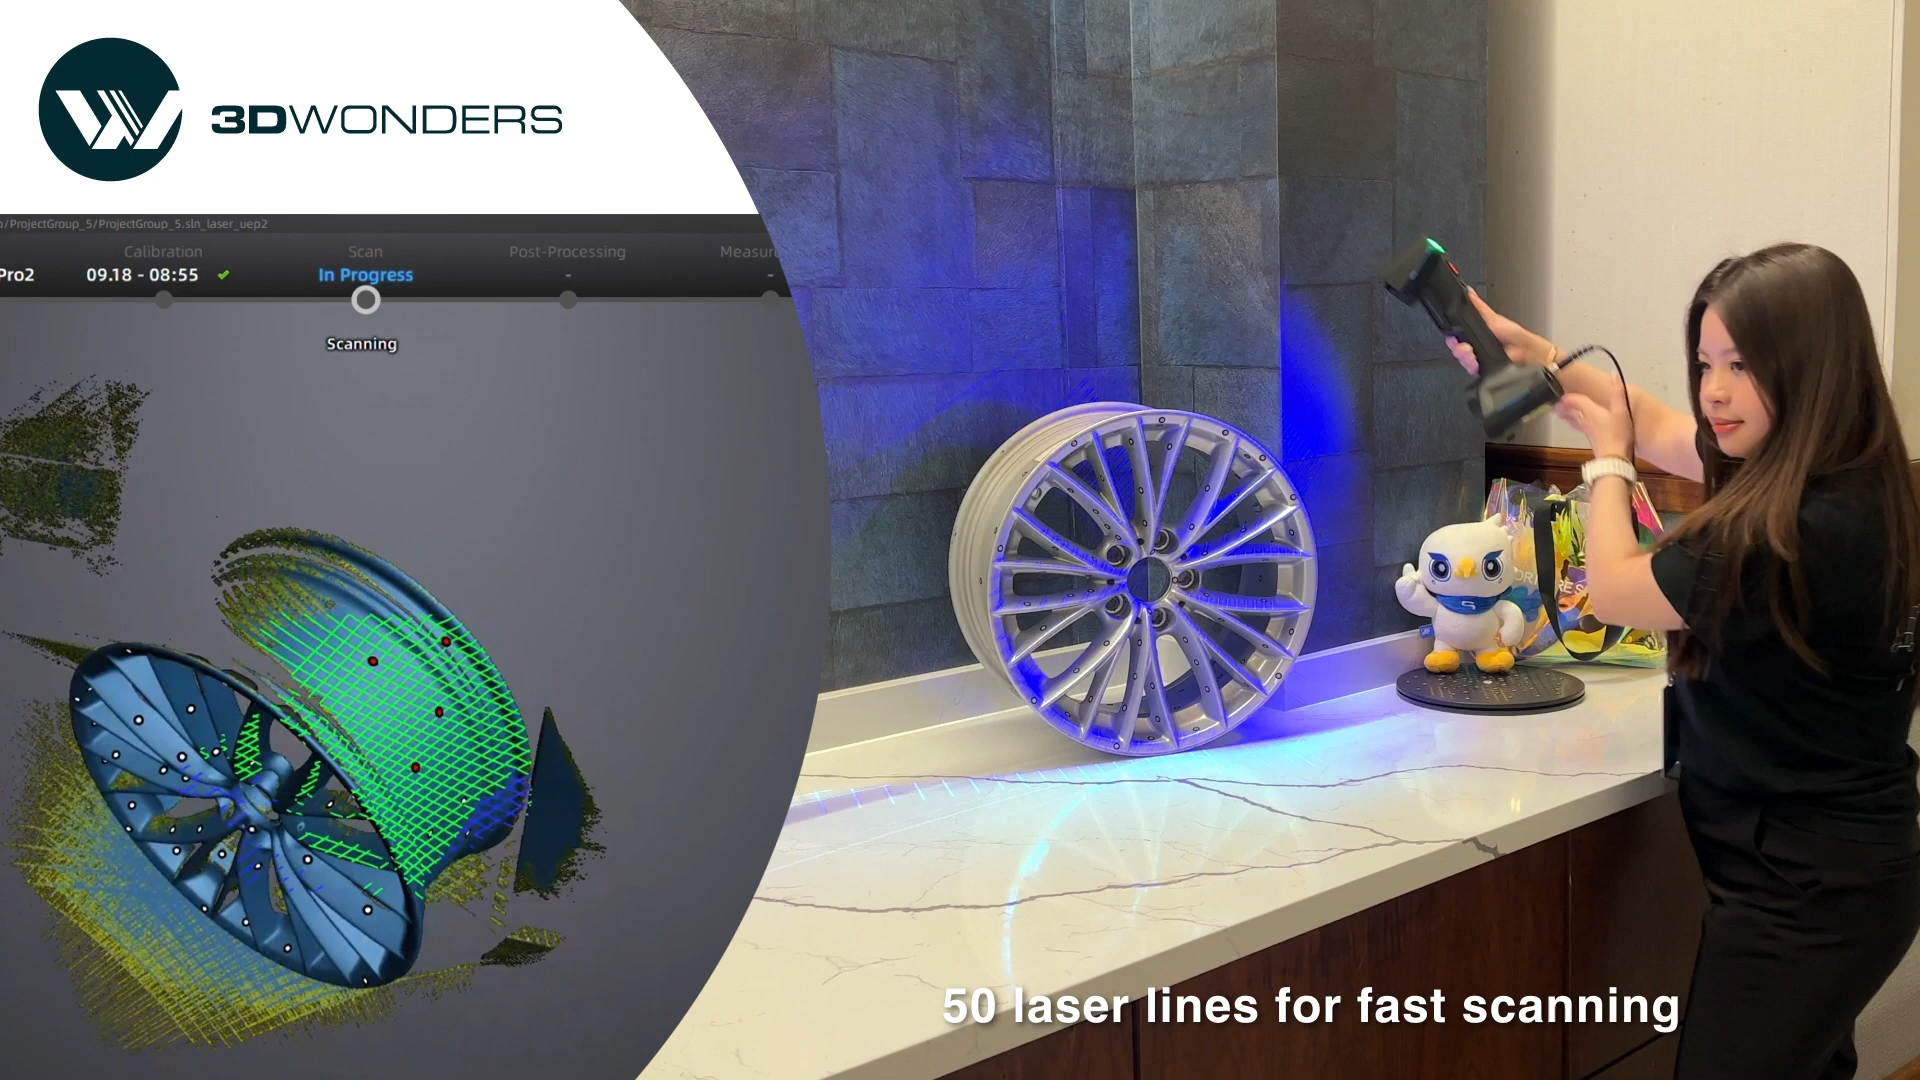 3DWONDERS
/ProjectGroup_5/ProjectGroup_5.sln_laser_uep2
Calibration Scan Post-Processing
Pro2 09.18 - 08:55 In Progress - -
Scanning
50 laser lines for fast scanning